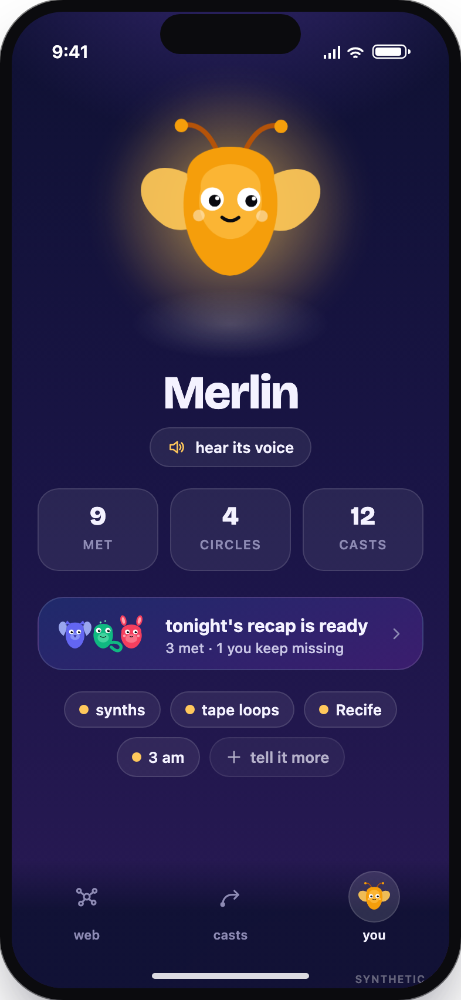 9:41
Merlin
hear its voice
9
MET
4
CIRCLES
12
CASTS
tonight's recap is ready
3 met · 1 you keep missing
synths
tape loops
Recife
3 am
+ tell it more
web
casts
you
SYNTHETIC